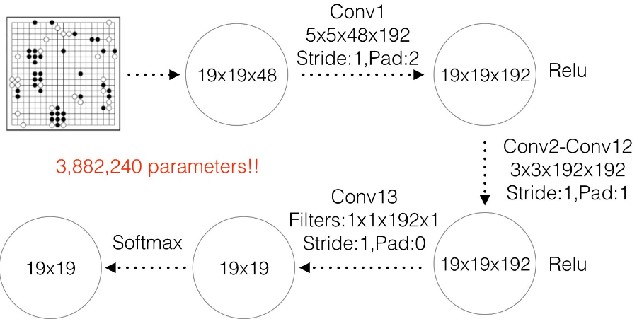 Conv1
5x5x48x192
Stride:1,Pad:2
19x19x48
19x19x192
Relu
Conv2-Conv12
3x3x192x192
Stride:1,Pad:1
3,882,240 parameters!!
Conv13
Filters:1x1x192x1
Stride:1,Pad:0
Softmax
19x19
19x19
19x19x192
Relu